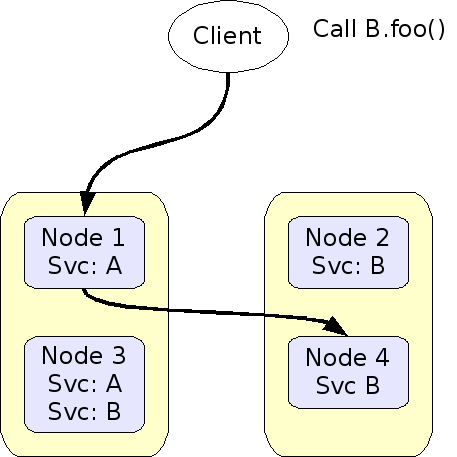 Client
Call B.foo()
Node 1
Svc: A
Node 2
Svc: B
Node 3
Svc: A
Svc: B
Node 4
Svc B